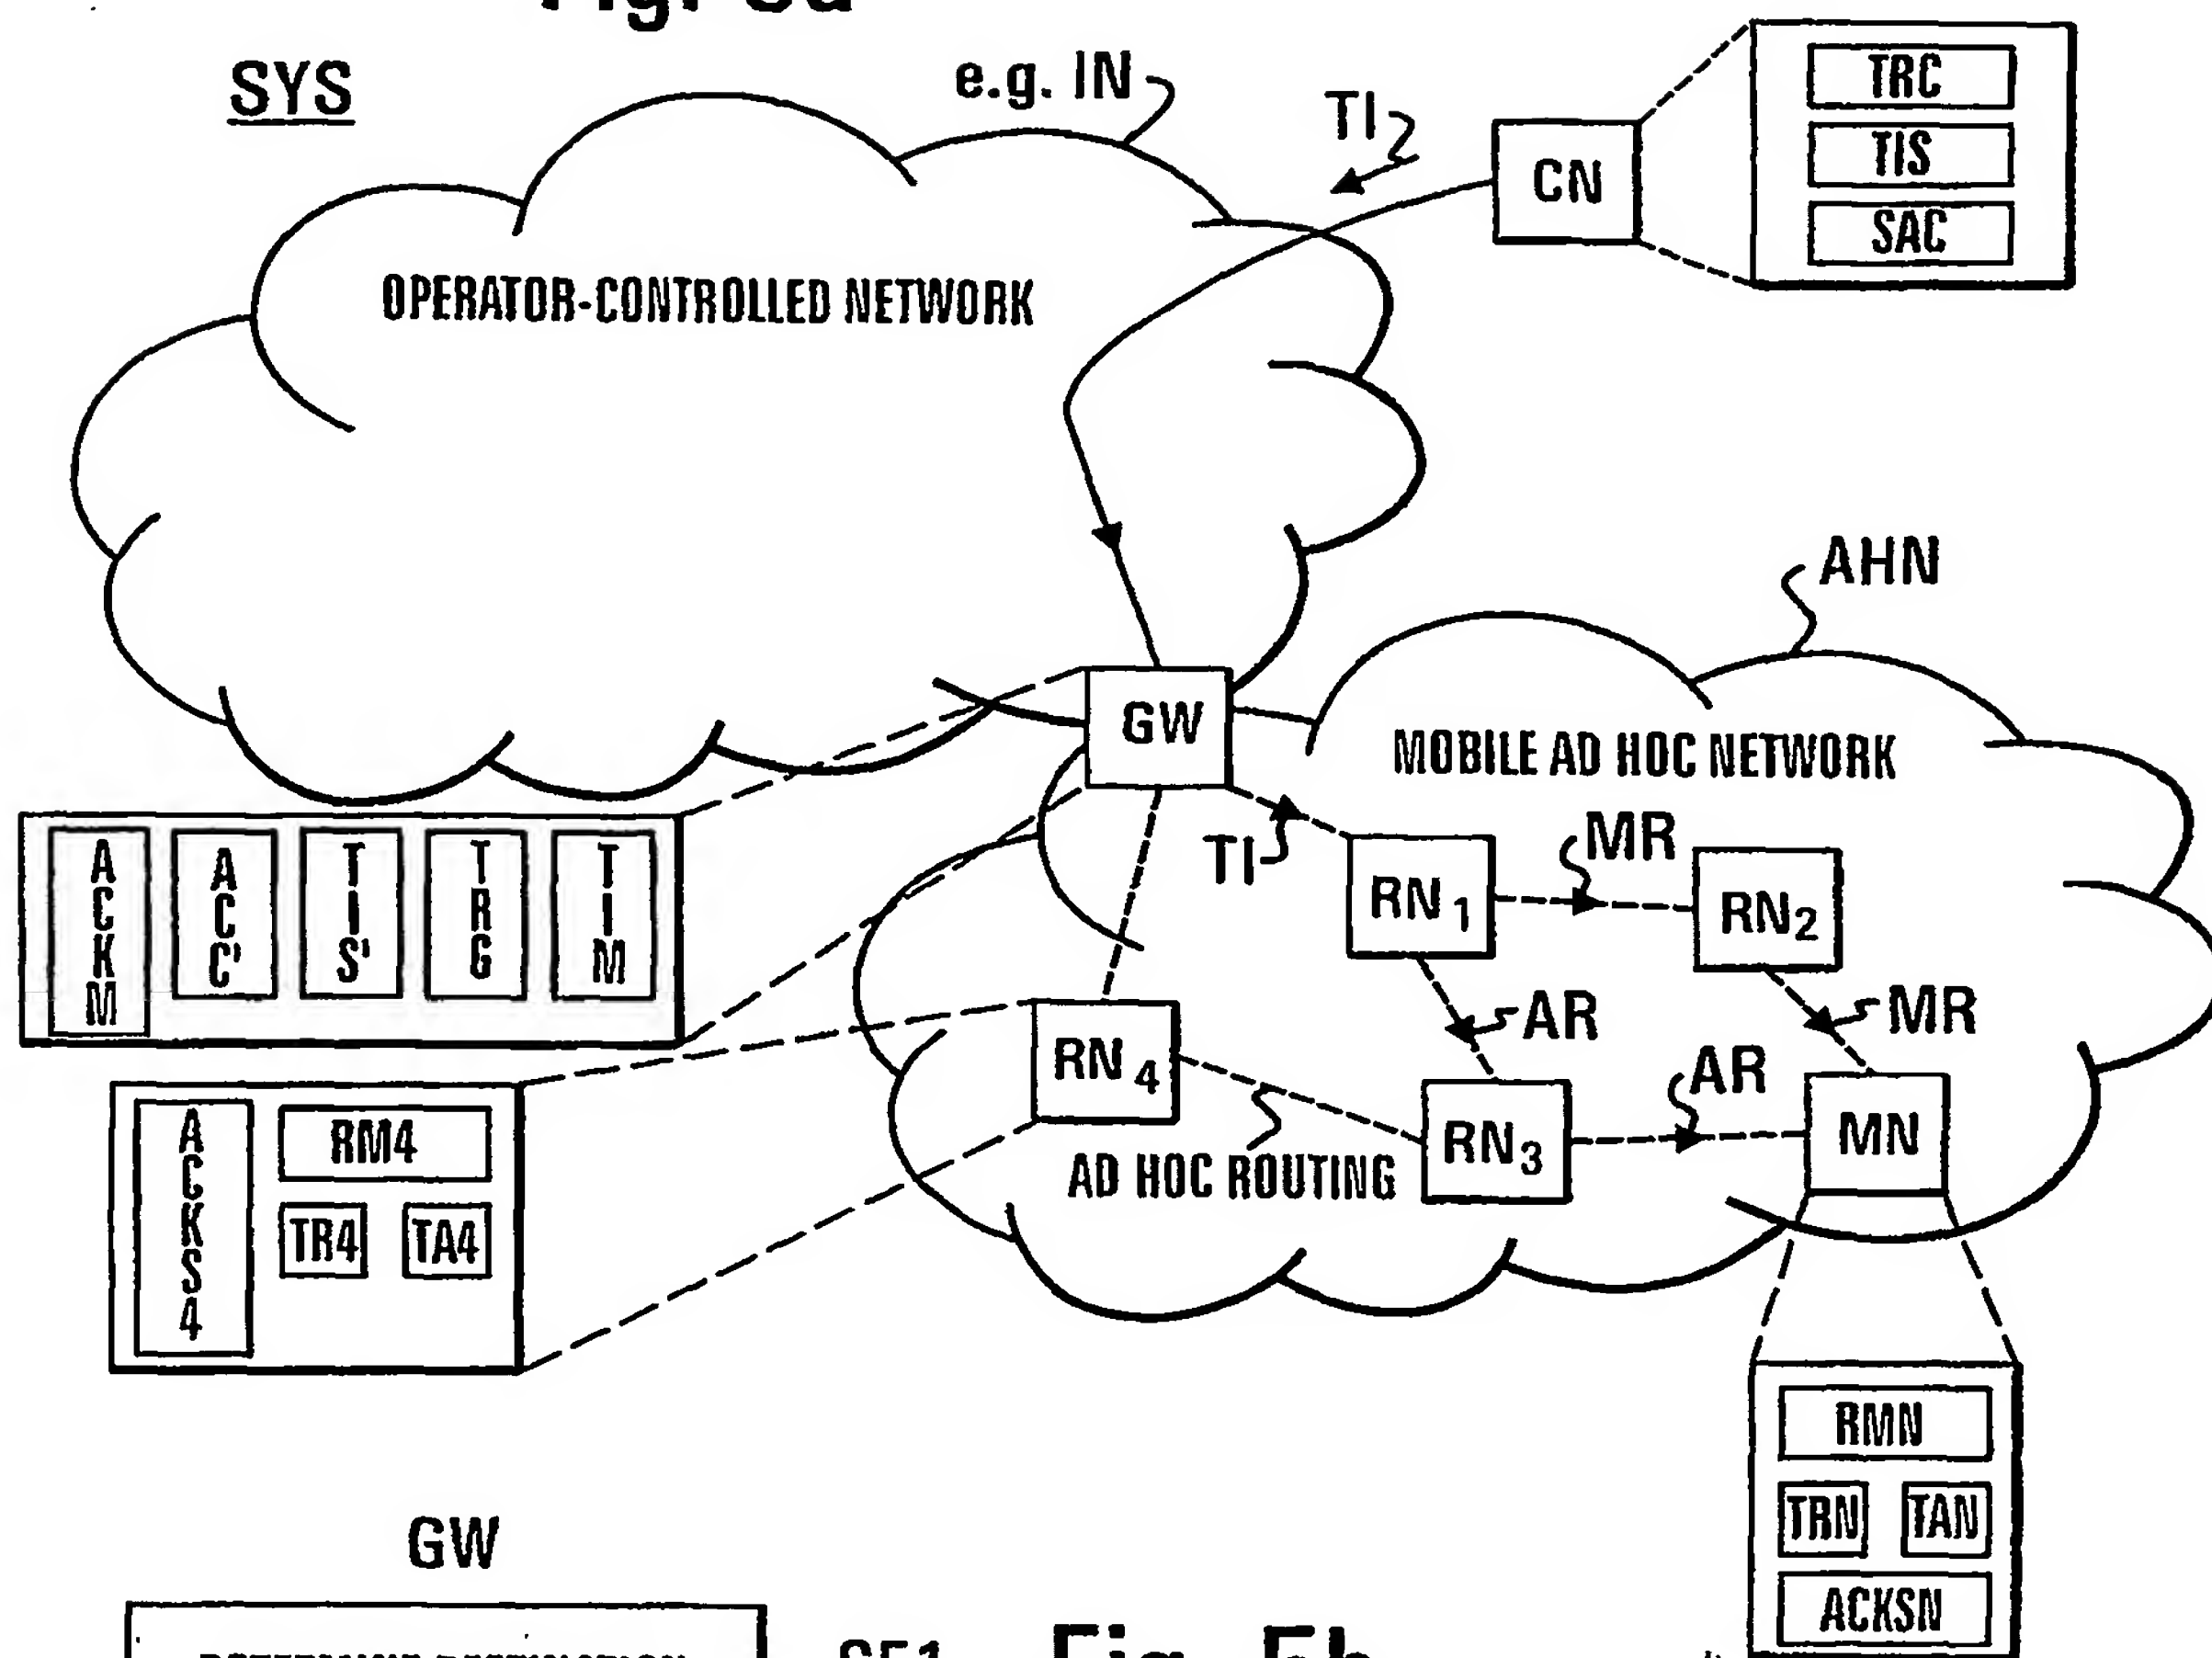 SYS
e.g. IN
TI2
CN
TRC
TIS
SAC
OPERATOR-CONTROLLED NETWORK
AHN
GW
MOBILE AD HOC NETWORK
TI
MR
RN1
RN2
ACKM
ACC'
TIS'
TRG
TIM
AR
MR
RN4
AR
AD HOC ROUTING
RN3
MN
ACKS4
RM4
TR4
TA4
RMN
TRN
TAN
ACKSN
GW
Fig. 5b